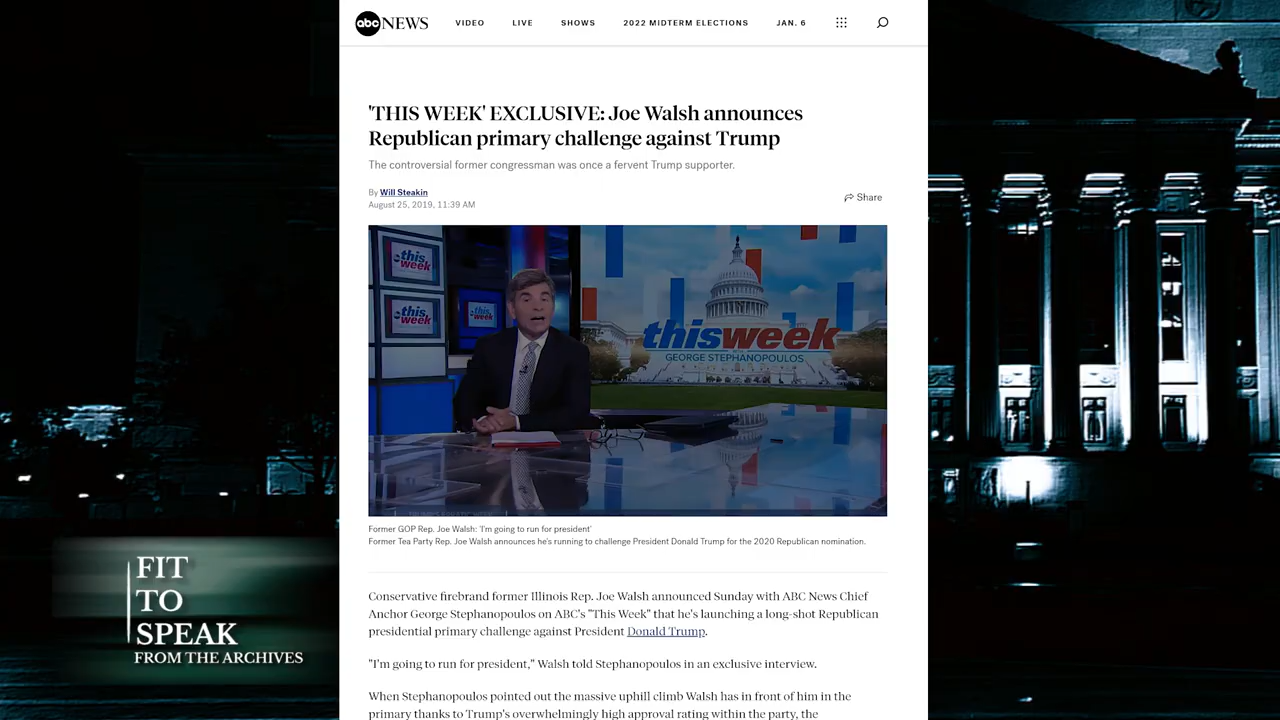 abc NEWS VIDEO LIVE SHOWS 2022 MIDTERM ELECTIONS JAN. 6
'THIS WEEK' EXCLUSIVE: Joe Walsh announces
Republican primary challenge against Trump
The controversial former congressman was once a fervent Trump supporter.
By Will Steakin
August 25, 2019, 11:39 AM
Share
this week
this week
this week
thisweek
GEORGE STEPHANOPOULOS
Former GOP Rep. Joe Walsh: 'I'm going to run for president'
Former Tea Party Rep. Joe Walsh announces he's running to challenge President Donald Trump for the 2020 Republican nomination.
Conservative firebrand former Illinois Rep. Joe Walsh announced Sunday with ABC News Chief
Anchor George Stephanopoulos on ABC's "This Week" that he's launching a long-shot Republican
presidential primary challenge against President Donald Trump.
"I'm going to run for president," Walsh told Stephanopoulos in an exclusive interview.
When Stephanopoulos pointed out the massive uphill climb Walsh has in front of him in the
primary thanks to Trump's overwhelmingly high approval rating within the party, the
FIT
TO
SPEAK
FROM THE ARCHIVES